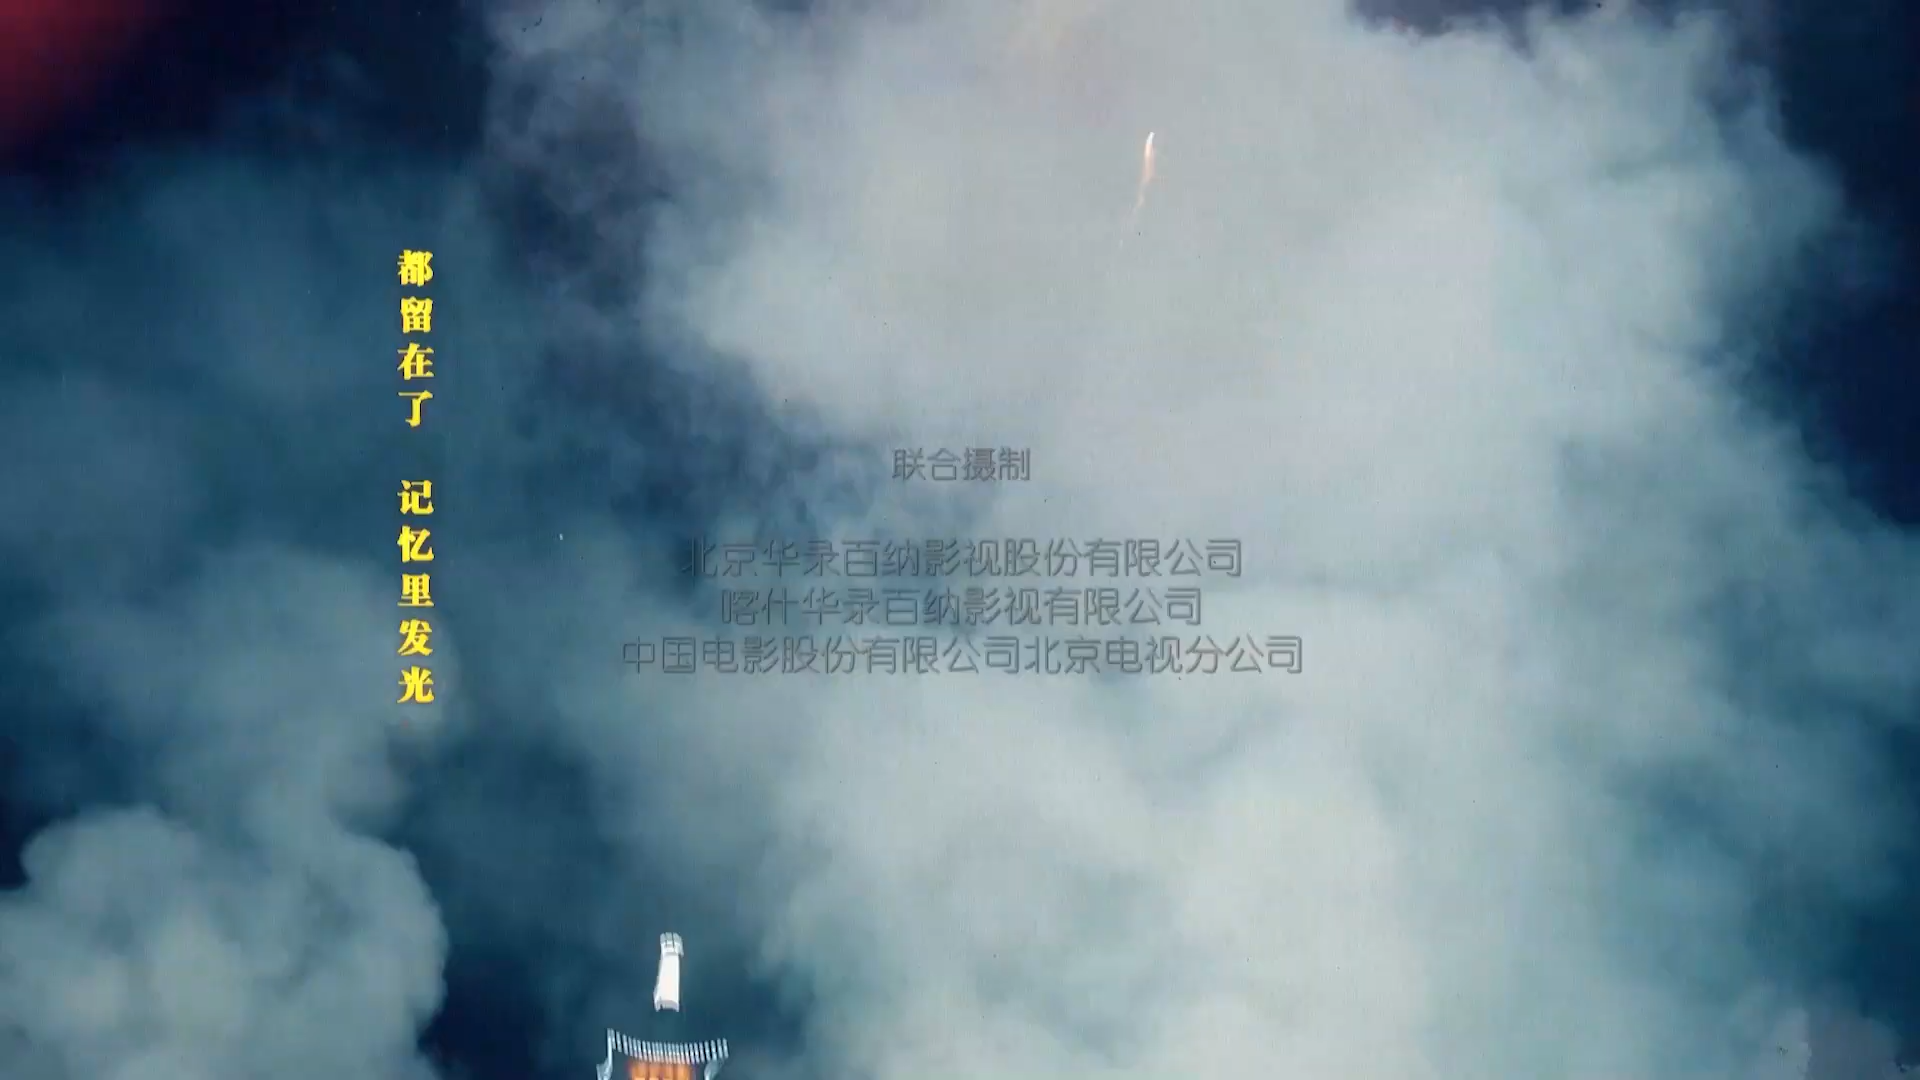 都留在了 记忆里发光
联合摄制
北京华录百纳影视股份有限公司
喀什华录百纳影视有限公司
中国电影股份有限公司北京电视分公司